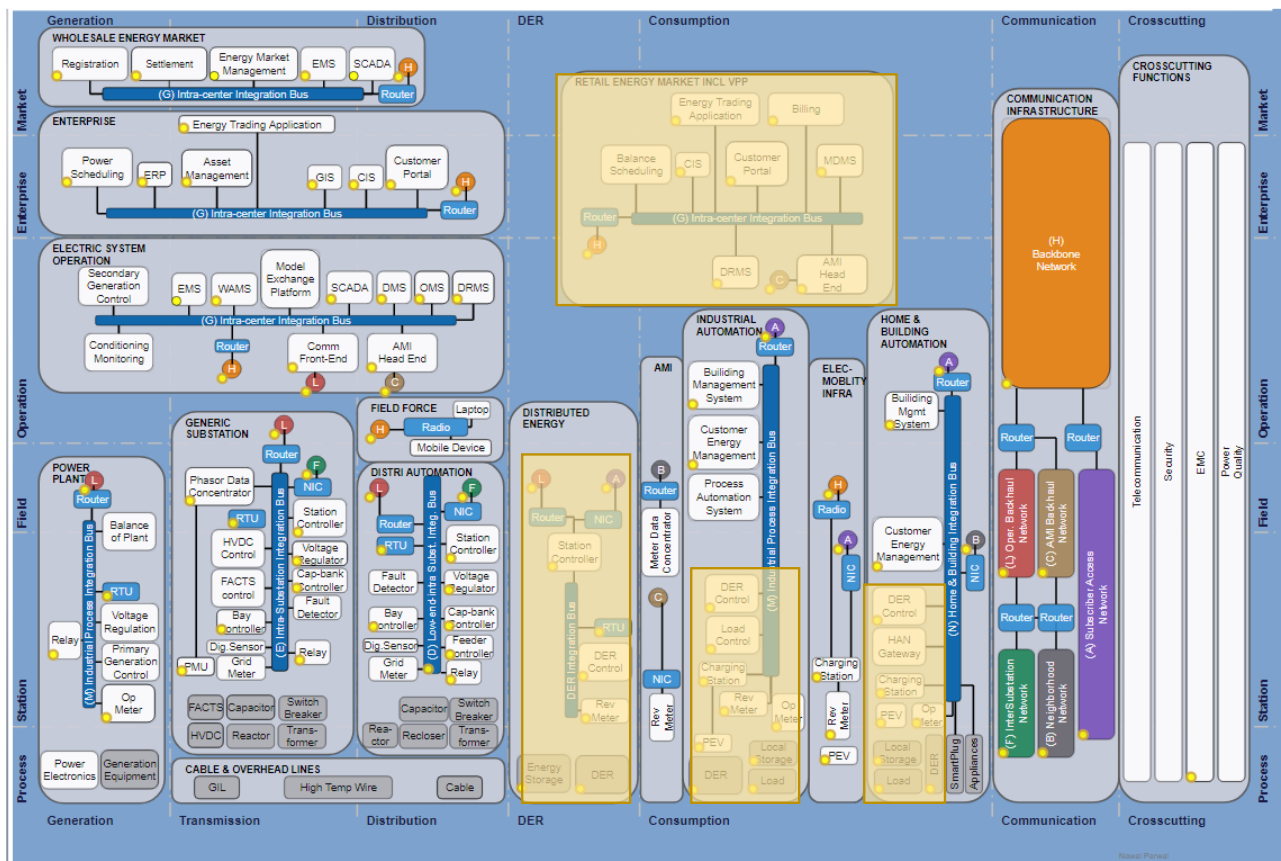 Generation
Distribution
DER
Consumption
Communication
Crosscutting
Market
Enterprise
Operation
Field
Station
Process
WHOLESALE ENERGY MARKET
Registration
Settlement
Energy Market
Management
EMS
SCADA
H
Router
(G) Intra-center Integration Bus
ENTERPRISE
Energy Trading Application
Power
Scheduling
ERP
Asset
Management
GIS
CIS
Customer
Portal
H
Router
(G) Intra-center Integration Bus
ELECTRIC SYSTEM
OPERATION
Secondary
Generation
Control
EMS
WAMS
Model
Exchange
Platform
SCADA
DMS
OMS
DRMS
(G) Intra-center Integration Bus
Conditioning
Monitoring
Router
H
Comm
Front-End
L
AMI
Head End
C
RETAIL ENERGY MARKET INCL VPP
Energy Trading
Application
Billing
Balance
Scheduling
CIS
Customer
Portal
MDMS
Router
(G) Intra-center Integration Bus
H
DRMS
C
AMI
Head
End
POWER
PLANT
L
Router
Balance
of Plant
(M) Industrial Process Integration Bus
RTU
Voltage
Regulation
Relay
Primary
Generation
Control
Op
Meter
Power
Electronics
Generation
Equipment
GENERIC
SUBSTATION
L
Router
F
NIC
Phasor Data
Concentrator
RTU
Station
Controller
HVDC
Control
Voltage
Regulator
FACTS
control
Cap-bank
Controller
Fault
Detector
Bay
Controller
Dig.Sensor
PMU
Grid
Meter
Relay
(E) Intra-Substation Integration Bus
FACTS
Capacitor
Switch
Breaker
HVDC
Reactor
Trans-
former
FIELD FORCE
Laptop
H
Radio
Mobile Device
DISTRI AUTOMATION
L
F
Router
NIC
RTU
Station
Controller
Fault
Detector
Voltage
Regulator
Bay
Controller
Cap-bank
Controller
Dig.Sensor
Feeder
Controller
Grid
Meter
Relay
(D) Low-end-intra Subst. Integ. Bus
Capacitor
Switch
Breaker
Rea-
ctor
Recloser
Trans-
former
CABLE & OVERHEAD LINES
GIL
High Temp Wire
Cable
DISTRIBUTED
ENERGY
L
A
Router
NIC
Station
Controller
DER Integration Bus
RTU
DER
Control
Rev
Meter
Energy
Storage
DER
AMI
B
Router
Meter Data
Concentrator
C
NIC
Rev
Meter
INDUSTRIAL
AUTOMATION
A
Router
Building
Management
System
Customer
Energy
Management
Process
Automation
System
(M) Industrial Process Integration Bus
DER
Control
Load
Control
Charging
Station
Rev
Meter
Op
Meter
PEV
DER
Local
Storage
Load
ELEC-
MOBLITY
INFRA
H
Radio
A
NIC
Charging
Station
Rev
Meter
PEV
HOME &
BUILDING
AUTOMATION
A
Router
Building
Mgmt
System
Customer
Energy
Management
B
NIC
(N) Home & Building Integration Bus
DER
Control
HAN
Gateway
Charging
Station
PEV
Op
Meter
Local
Storage
Load
DER
SmartPlug
Appliances
COMMUNICATION
INFRASTRUCTURE
(H)
Backbone
Network
Router
Router
(L) Oper. Backhaul
Network
(C) AMI Backhaul
Network
(A) Subscriber Access
Network
Router
Router
(F) InterSubstation
Network
(B) Neighborhood
Network
CROSSCUTTING
FUNCTIONS
Telecommunication
Security
EMC
Power
Quality
Market
Enterprise
Operation
Field
Station
Process
Generation
Transmission
Distribution
DER
Consumption
Communication
Crosscutting